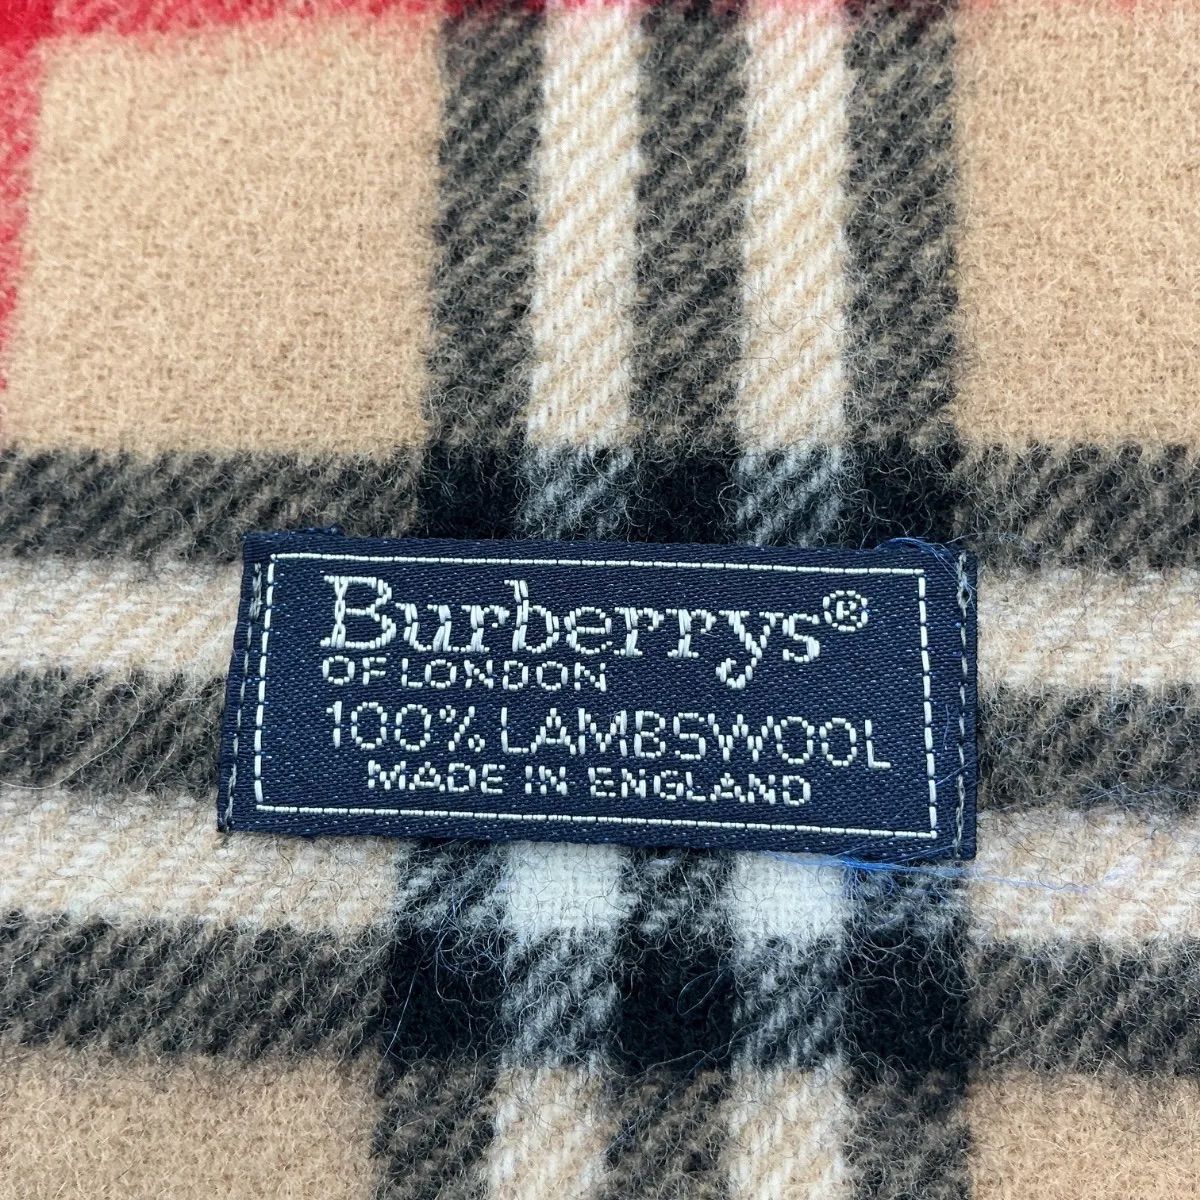 Burberrys®
OF LONDON
100% LAMBSWOOL
MADE IN ENGLAND